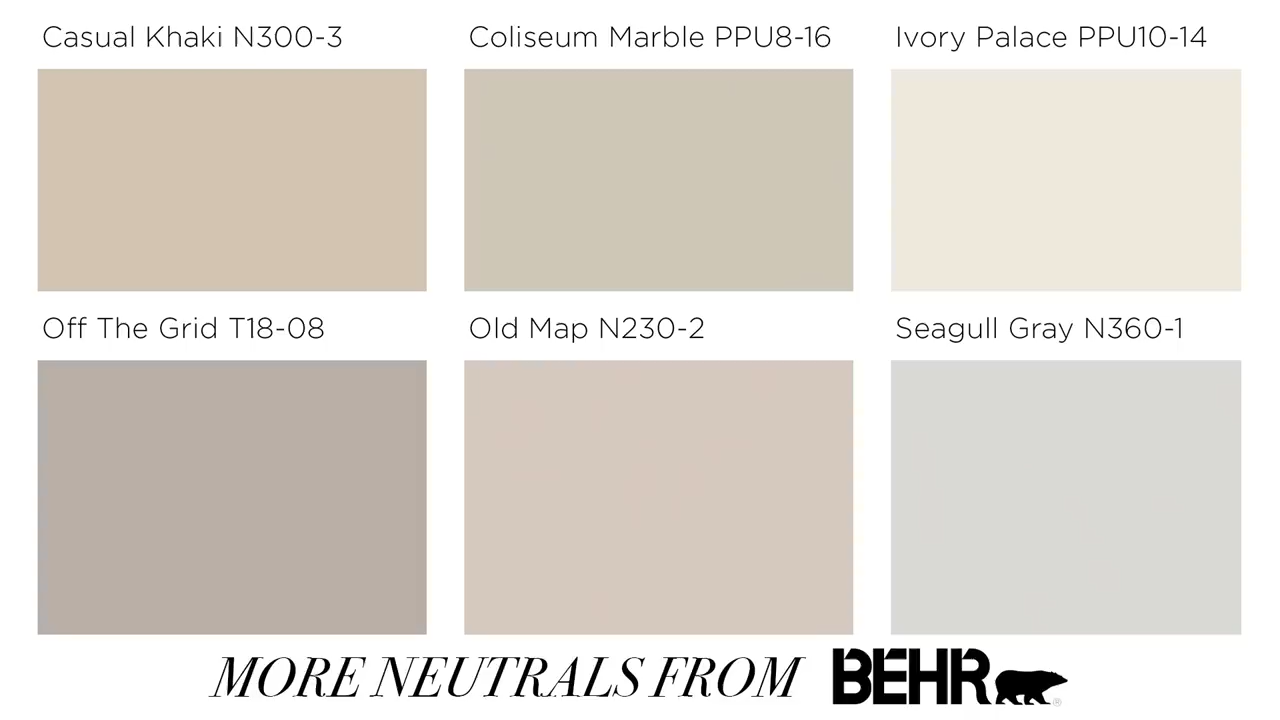 Casual Khaki N300-3
Coliseum Marble PPU8-16
Ivory Palace PPU10-14
Off The Grid T18-08
Old Map N230-2
Seagull Gray N360-1
MORE NEUTRALS FROM BEHR®